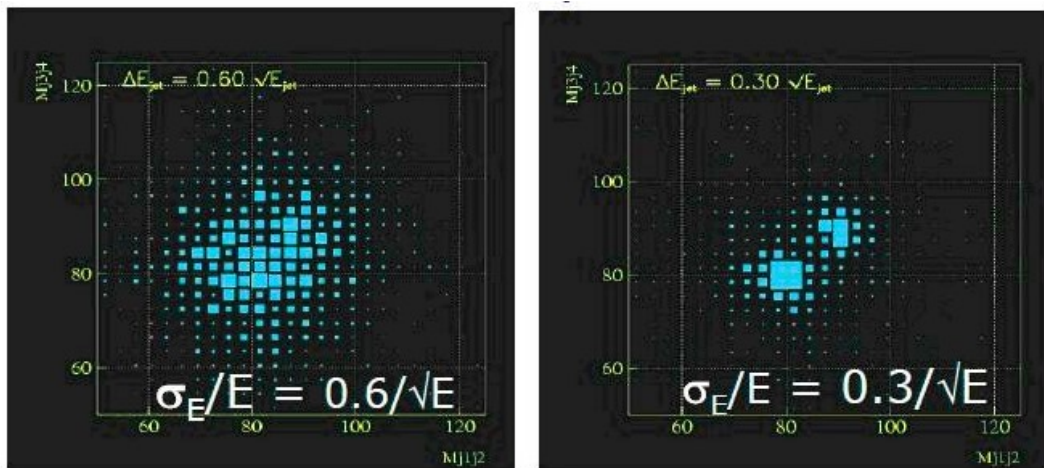 ΔE_jet = 0.60 √E_jet
Mj3j4
120
100
80
60
σ_E/E = 0.6/√E
60 80 100 120
Mj1j2
ΔE_jet = 0.30 √E_jet
Mj3j4
120
100
80
60
σ_E/E = 0.3/√E
60 80 100 120
Mj1j2